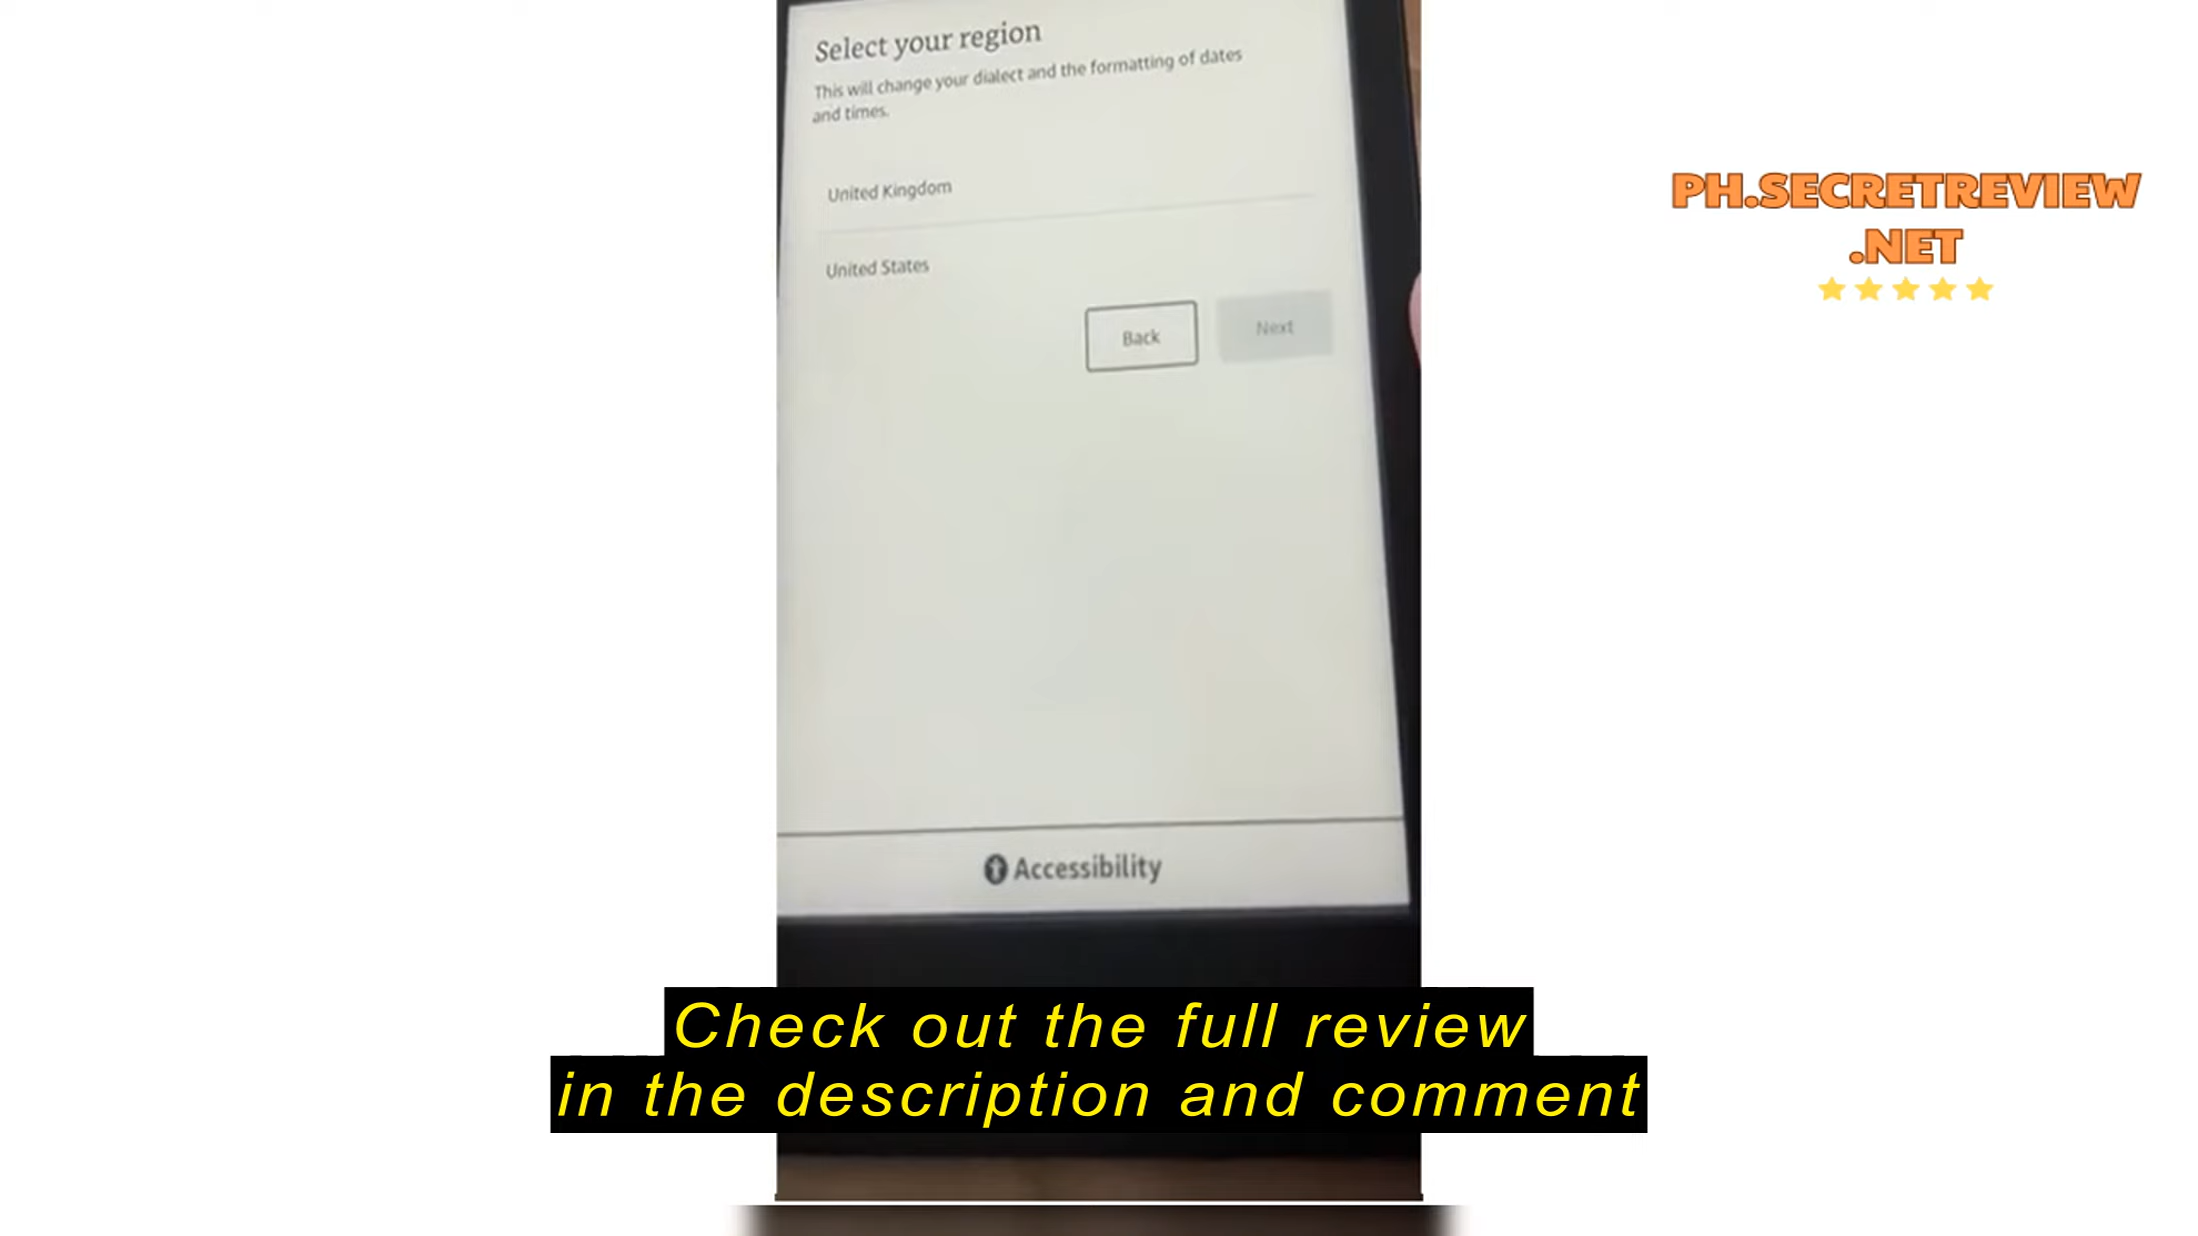 Select your region
This will change your dialect and the formatting of dates
and times.
United Kingdom
United States
Back
Next
Accessibility
PH.SECRETREVIEW
.NET
Check out the full review
in the description and comment